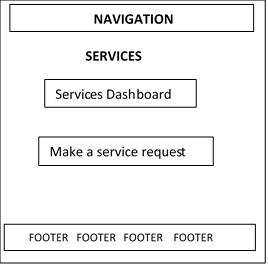 NAVIGATION
SERVICES
Services Dashboard
Make a service request
FOOTER FOOTER FOOTER FOOTER